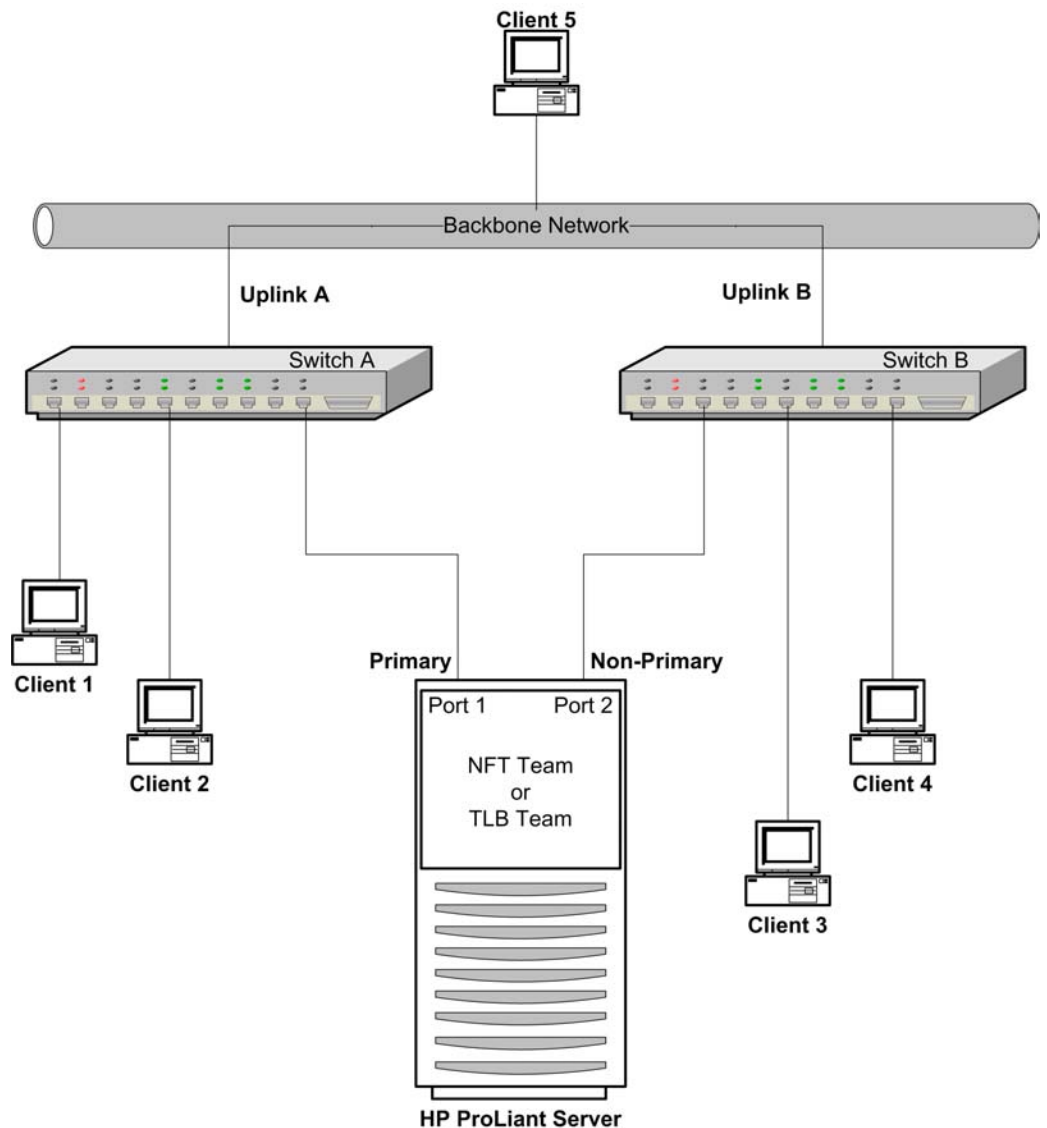 Client 5
Backbone Network
Uplink A
Uplink B
Switch A
Switch B
Client 1
Client 2
Primary
Non-Primary
Port 1
Port 2
NFT Team
or
TLB Team
Client 4
Client 3
HP ProLiant Server